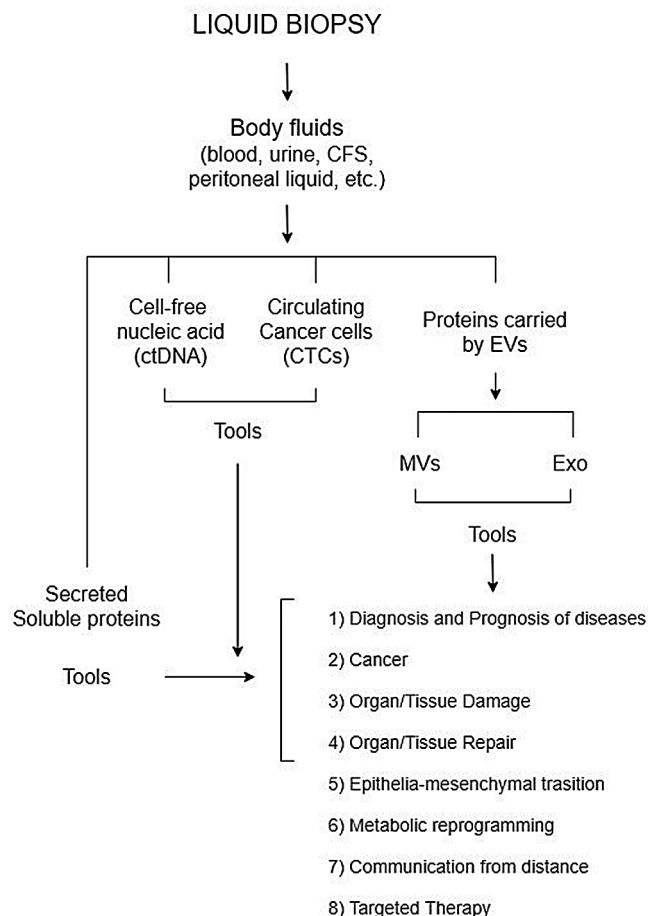 LIQUID BIOPSY
Body fluids
(blood, urine, CFS,
peritoneal liquid, etc.)
Cell-free
nucleic acid
(ctDNA)
Circulating
Cancer cells
(CTCs)
Proteins carried
by EVs
Tools
MVs
Exo
Tools
Secreted
Soluble proteins
Tools
1) Diagnosis and Prognosis of diseases
2) Cancer
3) Organ/Tissue Damage
4) Organ/Tissue Repair
5) Epithelia-mesenchymal trasition
6) Metabolic reprogramming
7) Communication from distance
8) Targeted Therapy